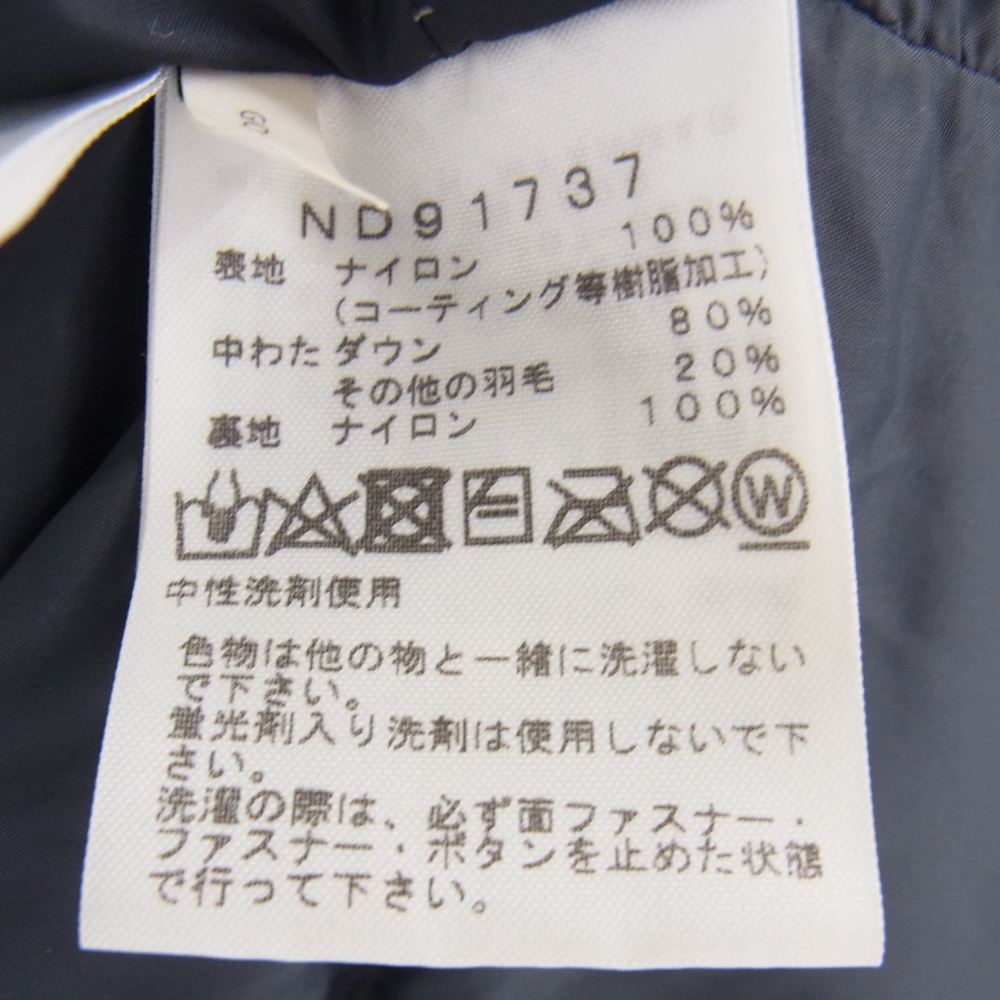 GO
ND91737
表地 ナイロン 100%
(コーティング等樹脂加工)
中わた ダウン 80%
その他の羽毛 20%
裏地 ナイロン 100%
W
中性洗剤使用
色物は他の物と一緒に洗濯しない
で下さい。
蛍光剤入り洗剤は使用しないで下
さい。
洗濯の際は、必ず面ファスナー・
ファスナー・ボタンを止めた状態
で行って下さい。